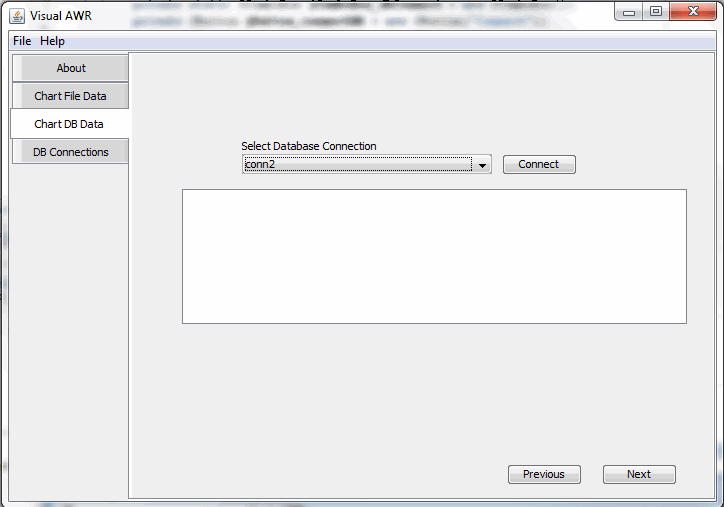 Visual AWR
File Help
About
Chart File Data
Chart DB Data
DB Connections
Select Database Connection
conn2
Connect
Previous
Next